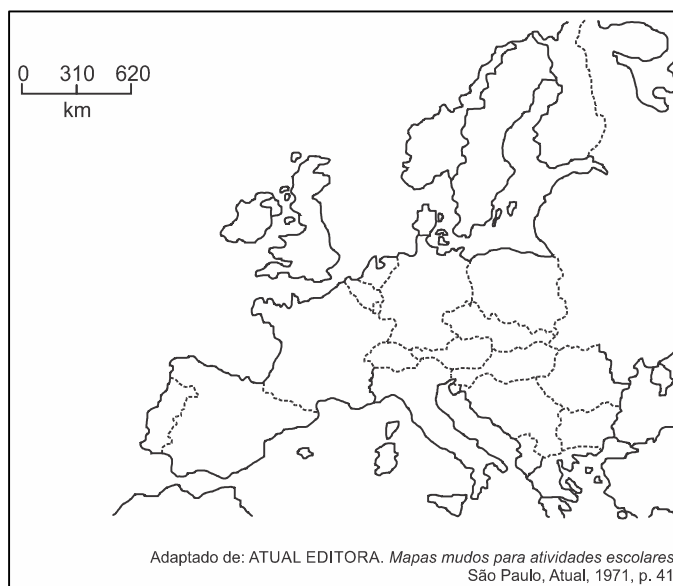 0 310 620
km
Adaptado de: ATUAL EDITORA. Mapas mudos para atividades escolares
São Paulo, Atual, 1971, p. 41